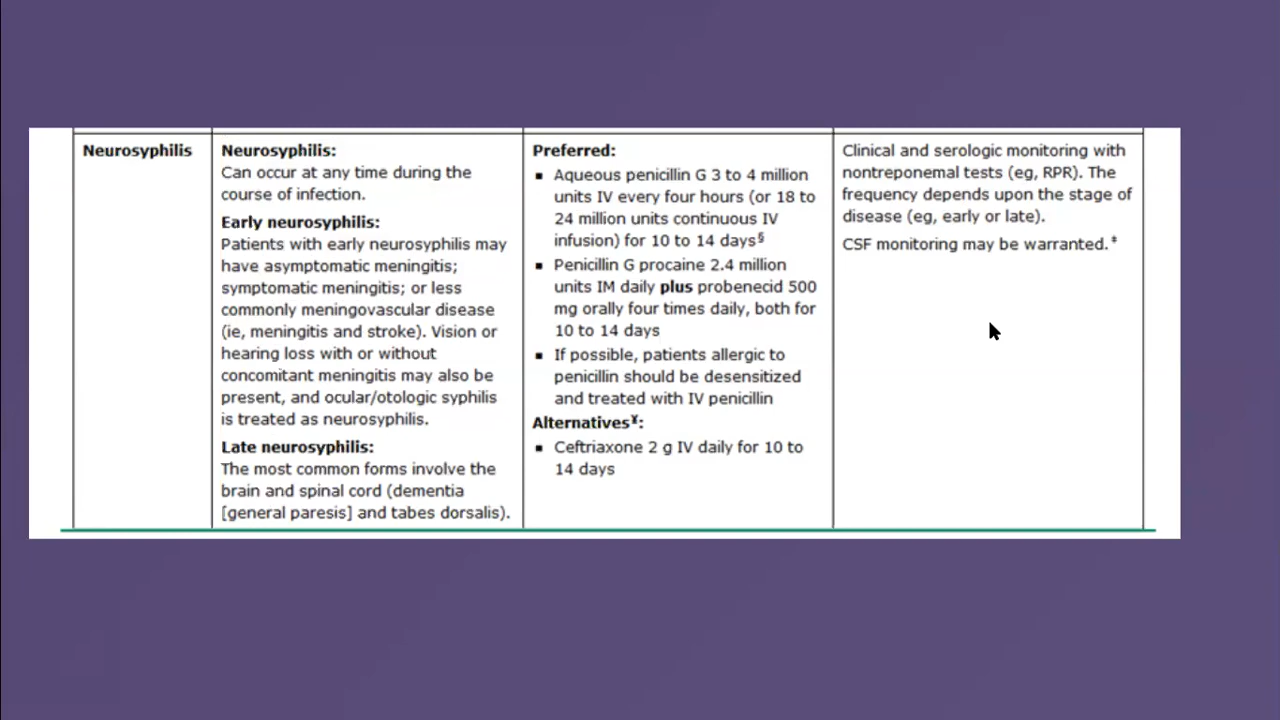 Neurosyphilis
Neurosyphilis:
Can occur at any time during the
course of infection.
Early neurosyphilis:
Patients with early neurosyphilis may
have asymptomatic meningitis;
symptomatic meningitis; or less
commonly meningovascular disease
(ie, meningitis and stroke). Vision or
hearing loss with or without
concomitant meningitis may also be
present, and ocular/otologic syphilis
is treated as neurosyphilis.
Late neurosyphilis:
The most common forms involve the
brain and spinal cord (dementia
[general paresis] and tabes dorsalis).
Preferred:
▪ Aqueous penicillin G 3 to 4 million
units IV every four hours (or 18 to
24 million units continuous IV
infusion) for 10 to 14 days§
▪ Penicillin G procaine 2.4 million
units IM daily plus probenecid 500
mg orally four times daily, both for
10 to 14 days
▪ If possible, patients allergic to
penicillin should be desensitized
and treated with IV penicillin
Alternatives¥:
▪ Ceftriaxone 2 g IV daily for 10 to
14 days
Clinical and serologic monitoring with
nontreponemal tests (eg, RPR). The
frequency depends upon the stage of
disease (eg, early or late).
CSF monitoring may be warranted.‡